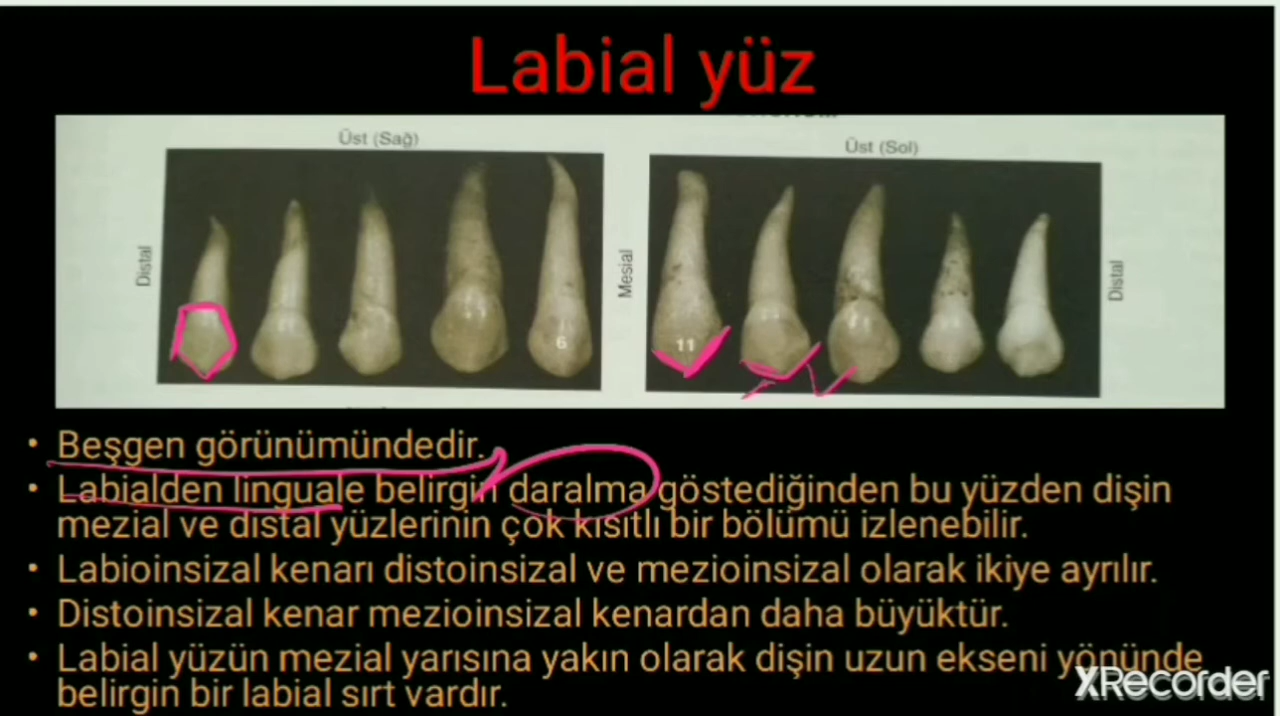 Labial yüz
Üst (Sağ)
Üst (Sol)
Distal
Mesial
Distal
6
11
• Beşgen görünümündedir.
• Labialden linguale belirgin daralma göstediğinden bu yüzden dişin
mezial ve distal yüzlerinin çok kısıtlı bir bölümü izlenebilir.
• Labioinsizal kenarı distoinsizal ve mezioinsizal olarak ikiye ayrılır.
• Distoinsizal kenar mezioinsizal kenardan daha büyüktür.
• Labial yüzün mezial yarısına yakın olarak dişin uzun ekseni yönünde
belirgin bir labial sırt vardır.
XRecorder